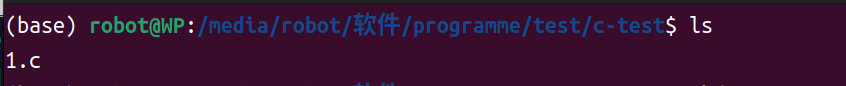 (base) robot@WP:/media/robot/软件/programme/test/c-test$ ls
1.c